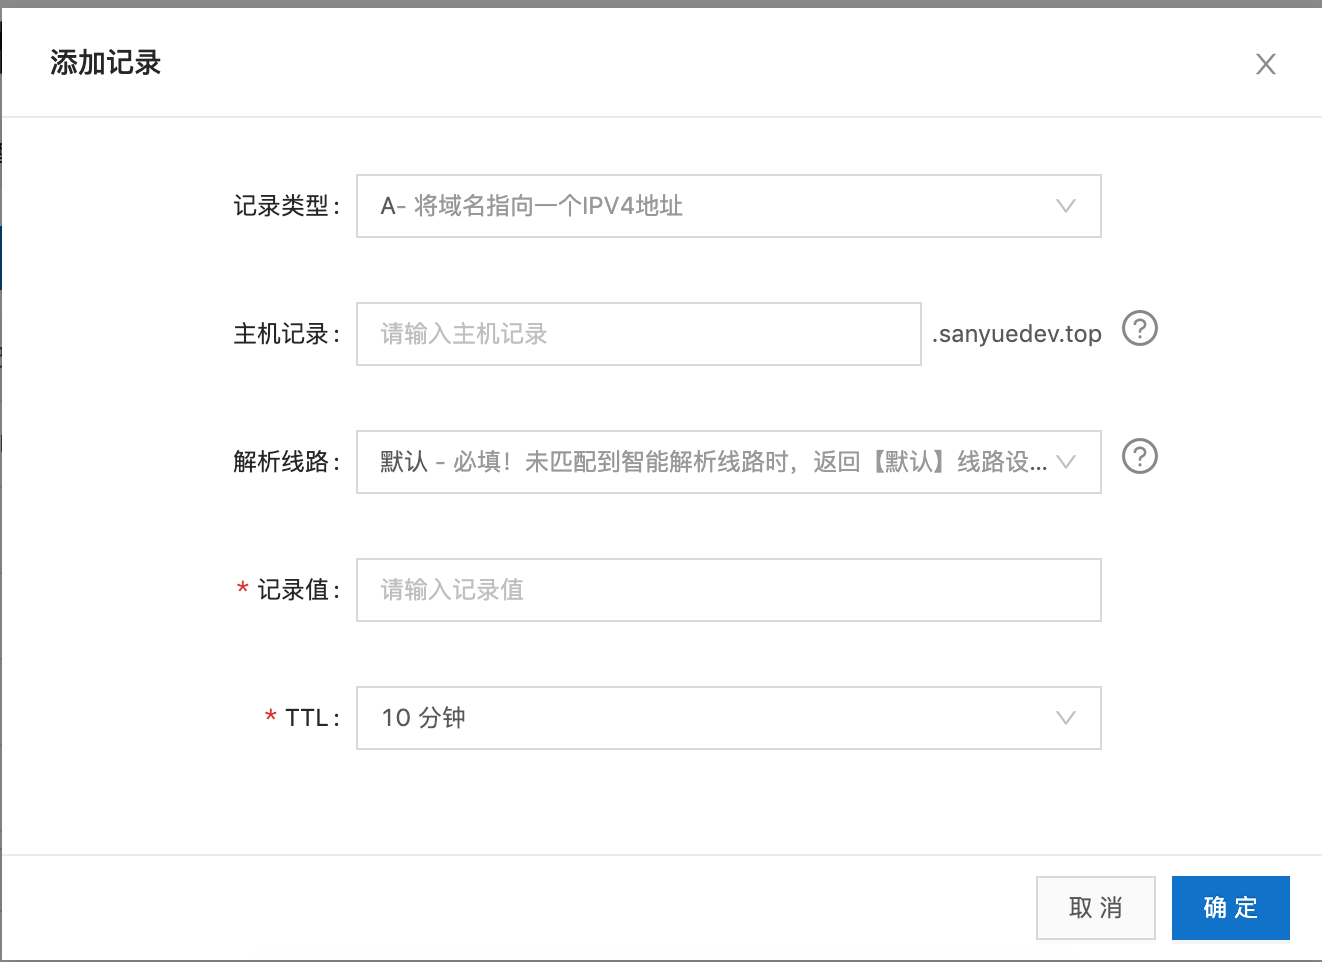 添加记录
记录类型:
A- 将域名指向一个IPV4地址
主机记录:
请输入主机记录
.sanyuedev.top
?
解析线路:
默认 - 必填！未匹配到智能解析线路时，返回【默认】线路设...
?
* 记录值:
请输入记录值
* TTL:
10 分钟
取 消
确 定